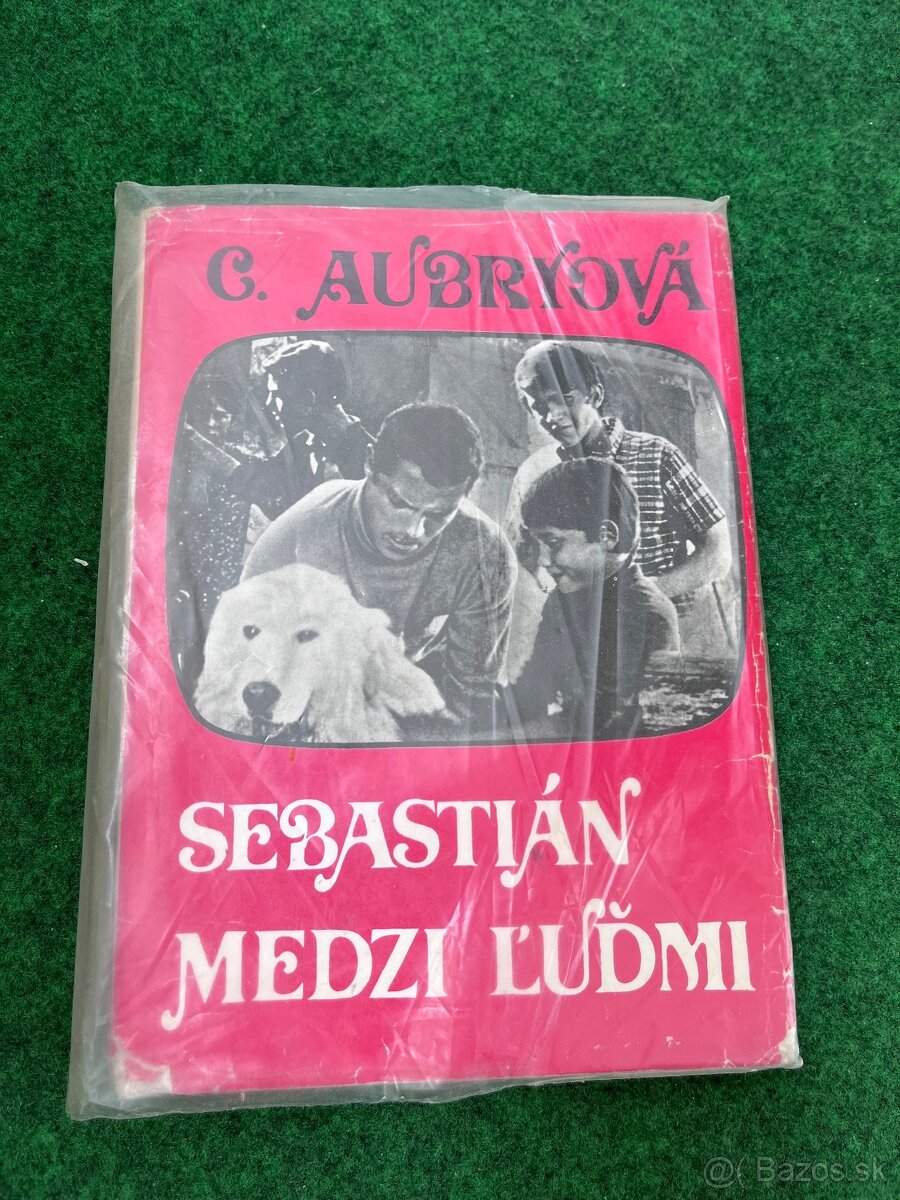 C. AUBRYOVÁ
SEBASTIÁN
MEDZI ĽUĎMI
@( Bazos.sk